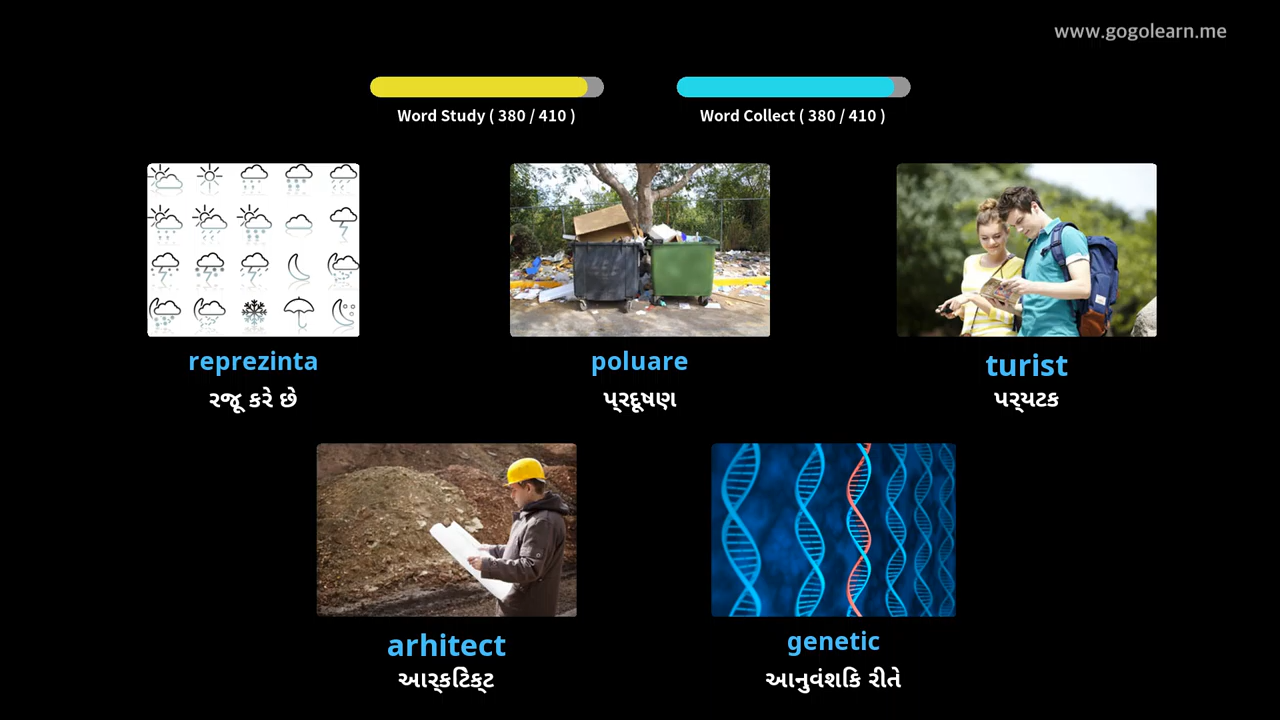 www.gogolearn.me
Word Study ( 380 / 410 )
Word Collect ( 380 / 410 )
reprezinta
poluare
turist
રજૂ કરે છે
પ્રદૂષણ
પર્યટક
arhitect
genetic
આર્કિટેક્ટ
આનુવંશિક રીતે